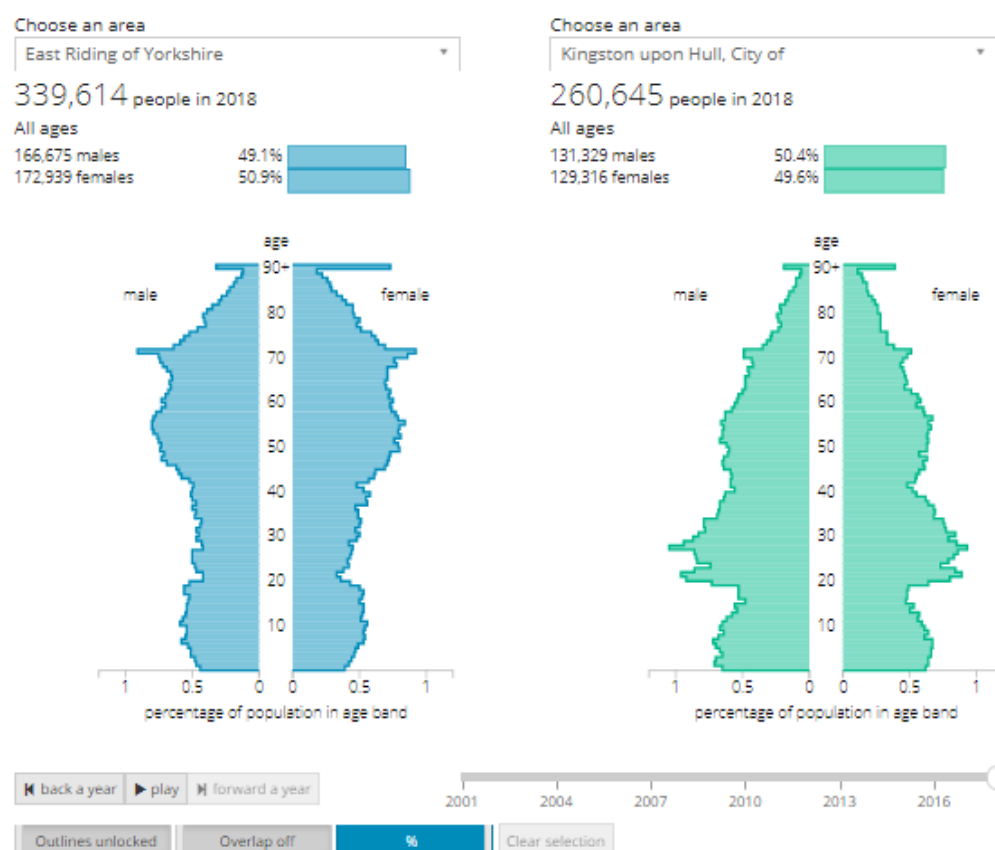 Choose an area
East Riding of Yorkshire
339,614 people in 2018
All ages
166,675 males 49.1%
172,939 females 50.9%
age
90+
male female
80
70
60
50
40
30
20
10
1 0.5 0 0 0.5 1
percentage of population in age band
Choose an area
Kingston upon Hull, City of
260,645 people in 2018
All ages
131,329 males 50.4%
129,316 females 49.6%
age
90+
male female
80
70
60
50
40
30
20
10
1 0.5 0 0 0.5 1
percentage of population in age band
back a year play forward a year
2001 2004 2007 2010 2013 2016
Outlines unlocked Overlap off % Clear selection